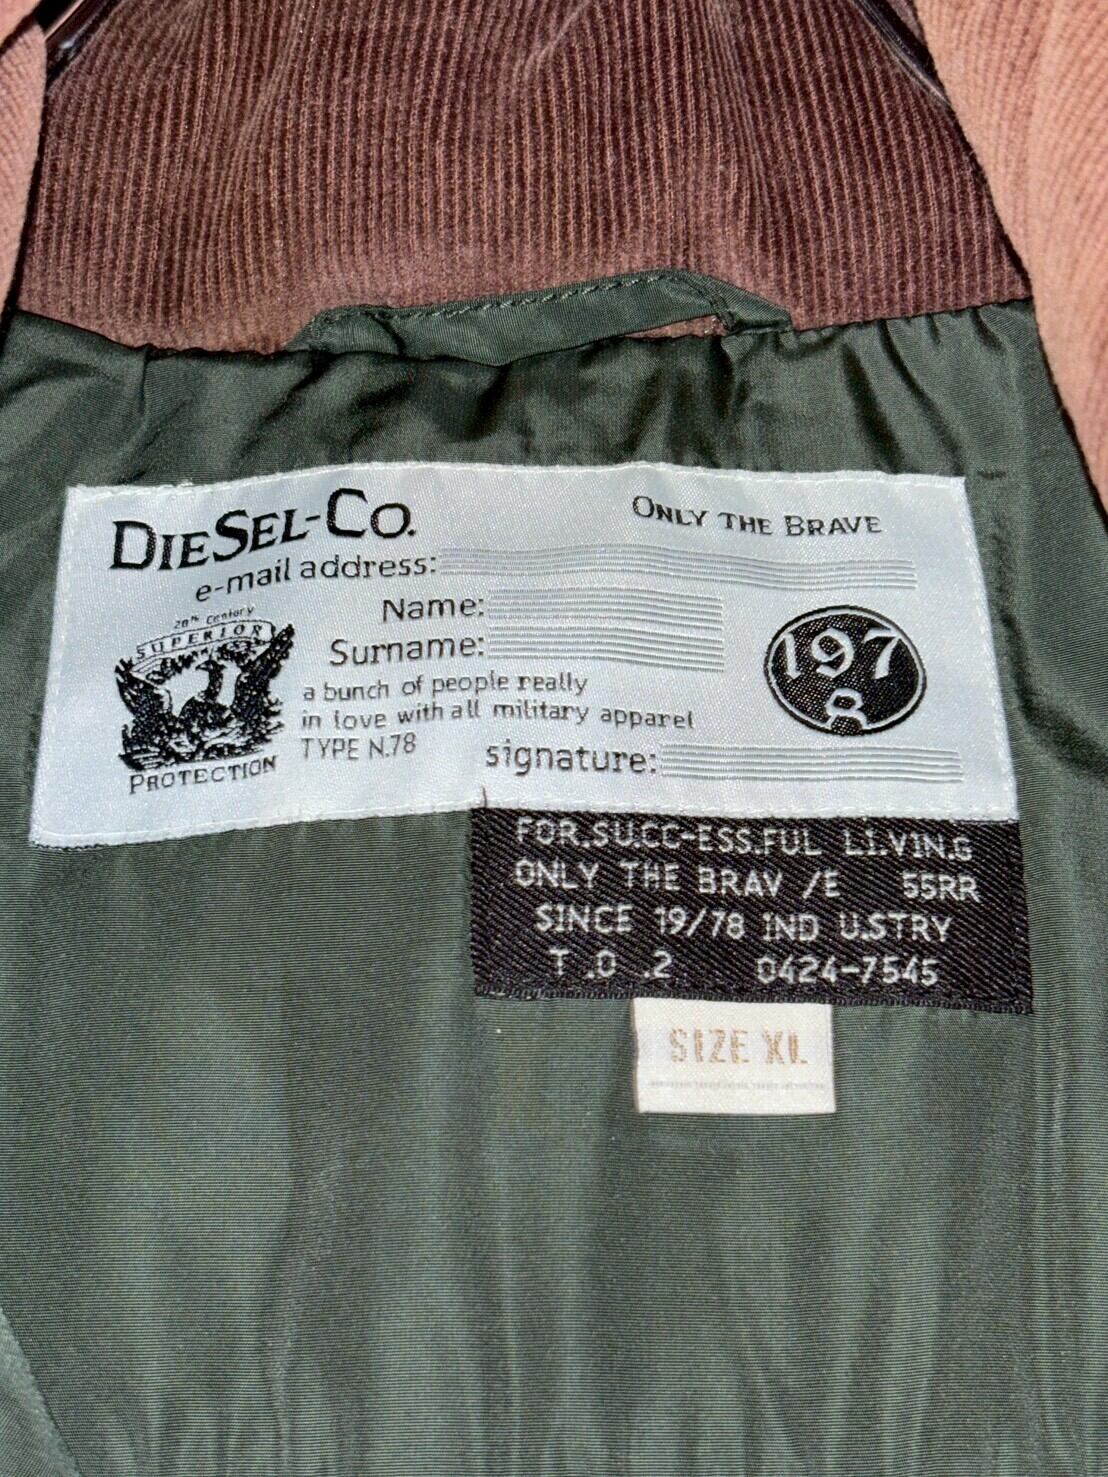 DIESEL-CO.
ONLY THE BRAVE
e-mail address:
Name:
Surname:
20th Century
SUPERIOR
PROTECTION
a bunch of people really
in love with all military apparel
TYPE N.78
signature:
197
8
FOR.SU.CC-ESS.FUL LI.VIN.G
ONLY THE BRAV /E 55RR
SINCE 19/78 IND U.STRY
T .O .2 0424-7545
SIZE XL